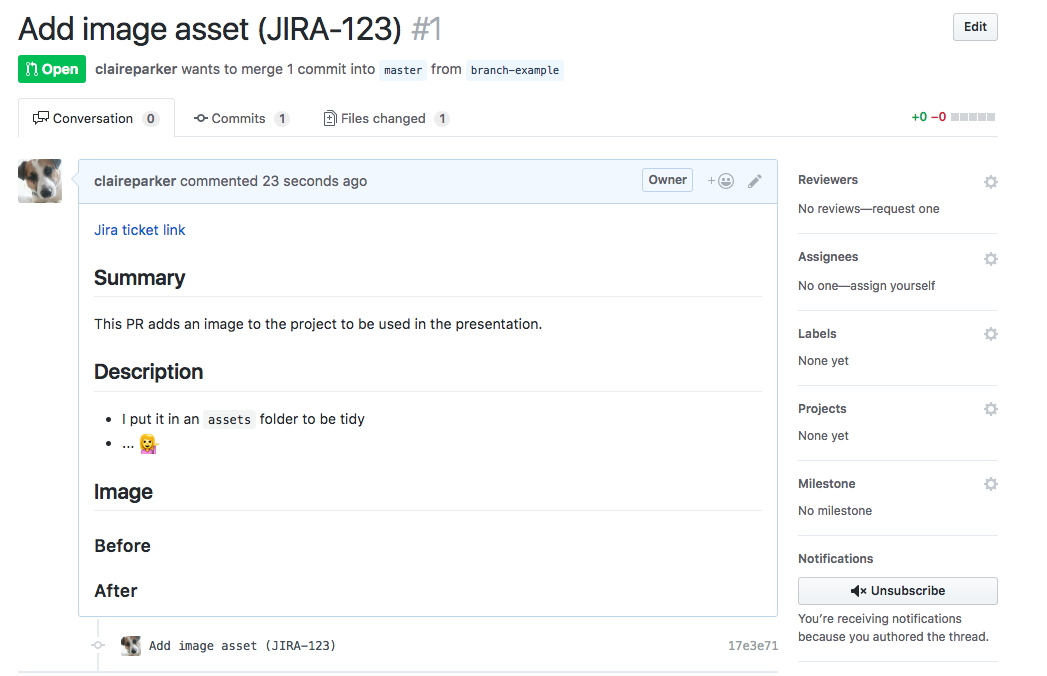 Add image asset (JIRA-123) #1
Edit
Open
claireparker wants to merge 1 commit into master from branch-example
Conversation 0
Commits 1
Files changed 1
+0 −0
claireparker commented 23 seconds ago
Owner
+
Jira ticket link
Summary
This PR adds an image to the project to be used in the presentation.
Description
• I put it in an assets folder to be tidy
• ... 💁
Image
Before
After
Add image asset (JIRA-123)
17e3e71
Reviewers
No reviews—request one
Assignees
No one—assign yourself
Labels
None yet
Projects
None yet
Milestone
No milestone
Notifications
Unsubscribe
You’re receiving notifications
because you authored the thread.